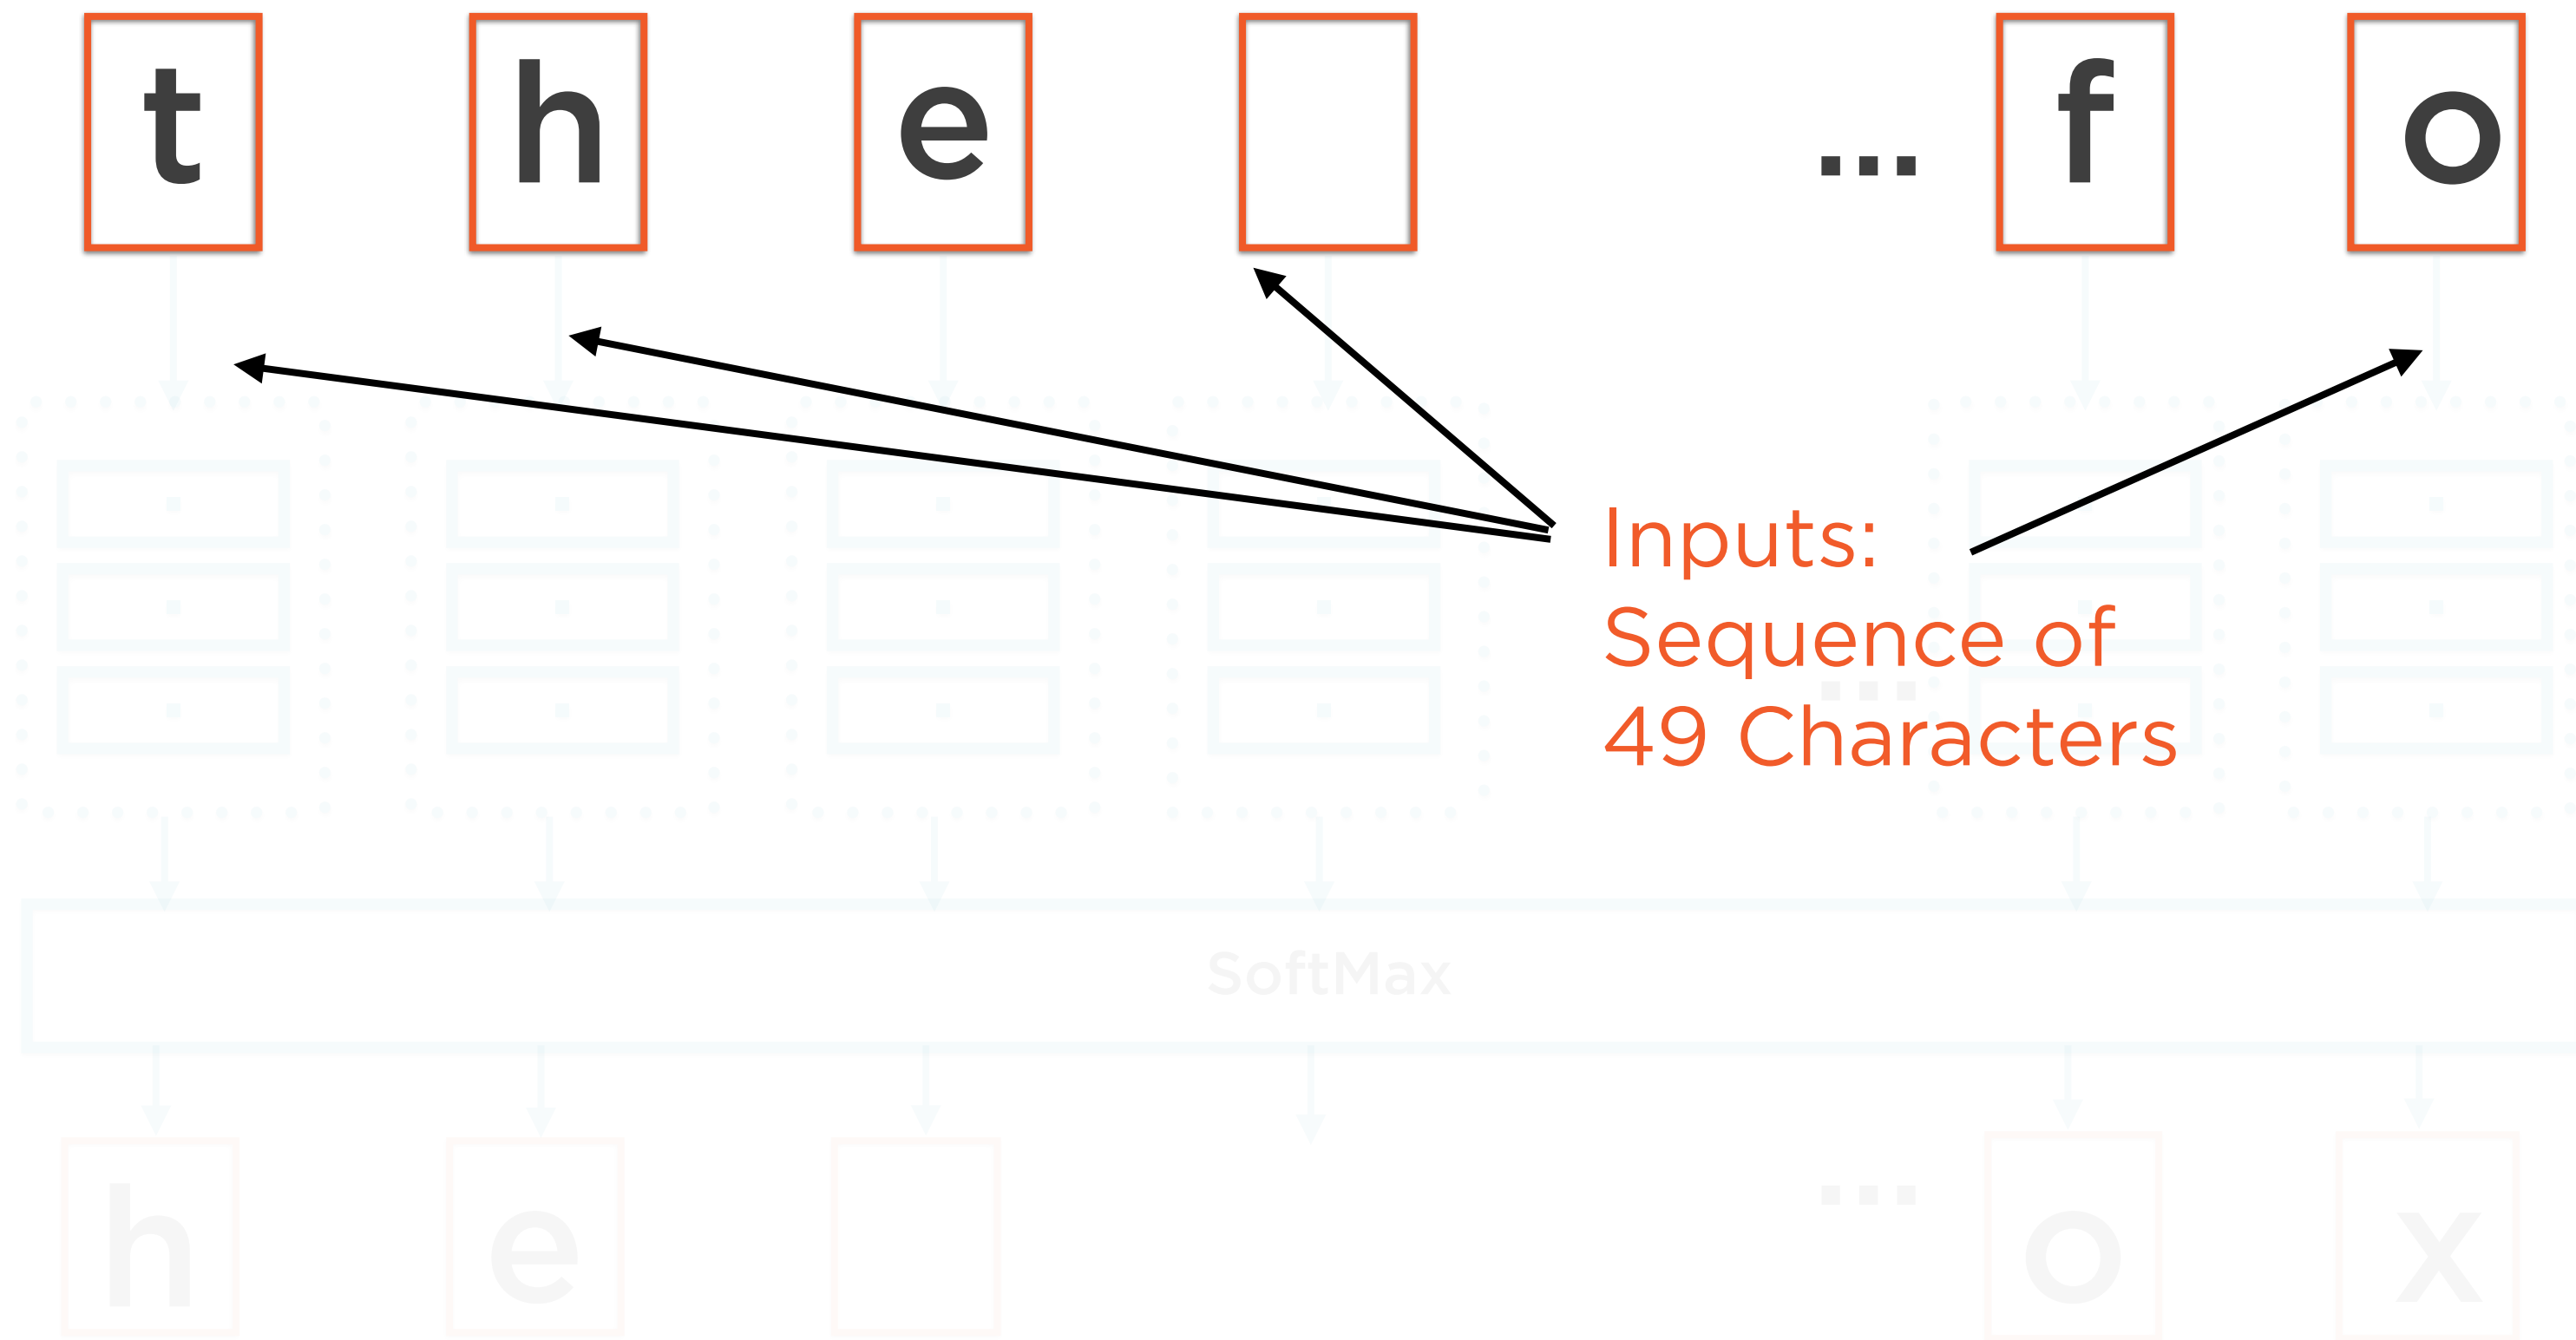 t h e ... f o
Inputs:
Sequence of
...
49 Characters
SoftMax
h e ... o x